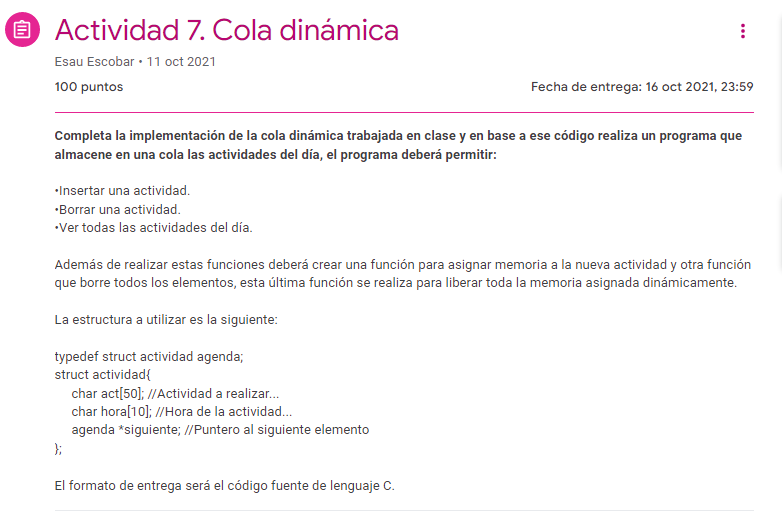 Actividad 7. Cola dinámica
Esau Escobar • 11 oct 2021
100 puntos
Fecha de entrega: 16 oct 2021, 23:59
Completa la implementación de la cola dinámica trabajada en clase y en base a ese código realiza un programa que
almacene en una cola las actividades del día, el programa deberá permitir:
•Insertar una actividad.
•Borrar una actividad.
•Ver todas las actividades del día.
Además de realizar estas funciones deberá crear una función para asignar memoria a la nueva actividad y otra función
que borre todos los elementos, esta última función se realiza para liberar toda la memoria asignada dinámicamente.
La estructura a utilizar es la siguiente:
typedef struct actividad agenda;
struct actividad{
char act[50]; //Actividad a realizar...
char hora[10]; //Hora de la actividad...
agenda *siguiente; //Puntero al siguiente elemento
};
El formato de entrega será el código fuente de lenguaje C.